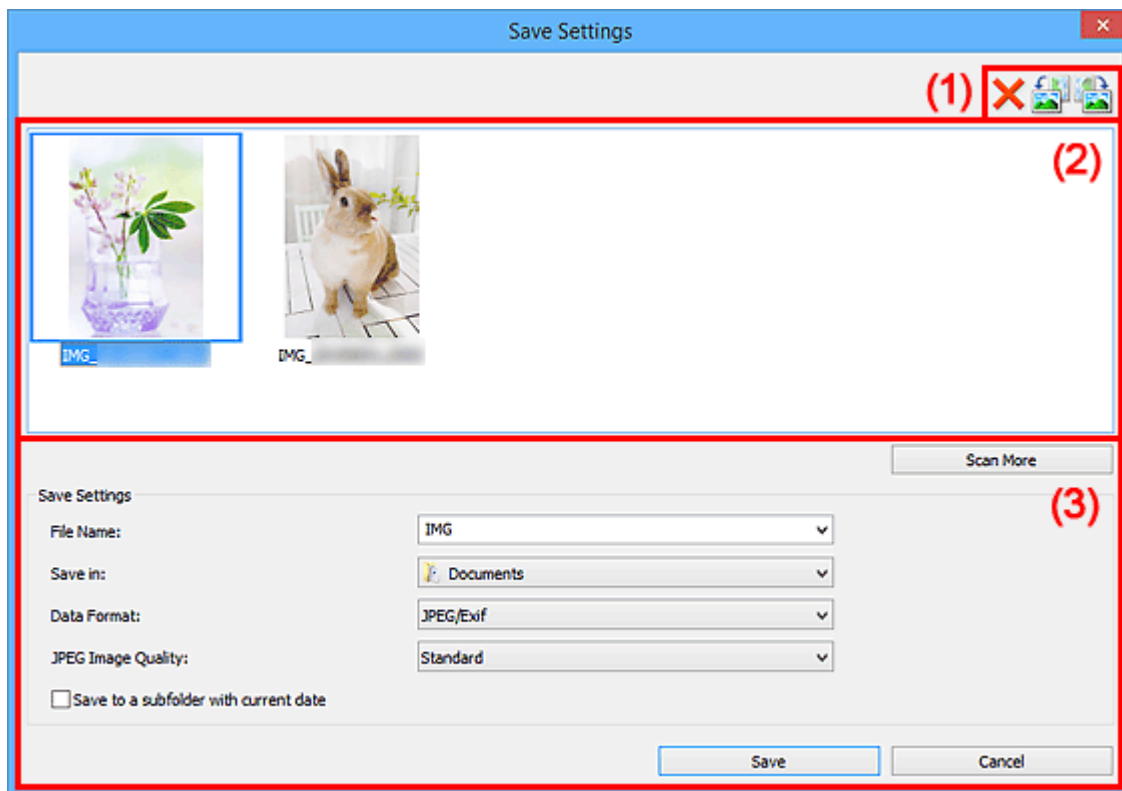 Save Settings
(1)
(2)
IMG_
IMG_
Scan More
(3)
Save Settings
File Name:
IMG
Save in:
Documents
Data Format:
JPEG/Exif
JPEG Image Quality:
Standard
Save to a subfolder with current date
Save
Cancel